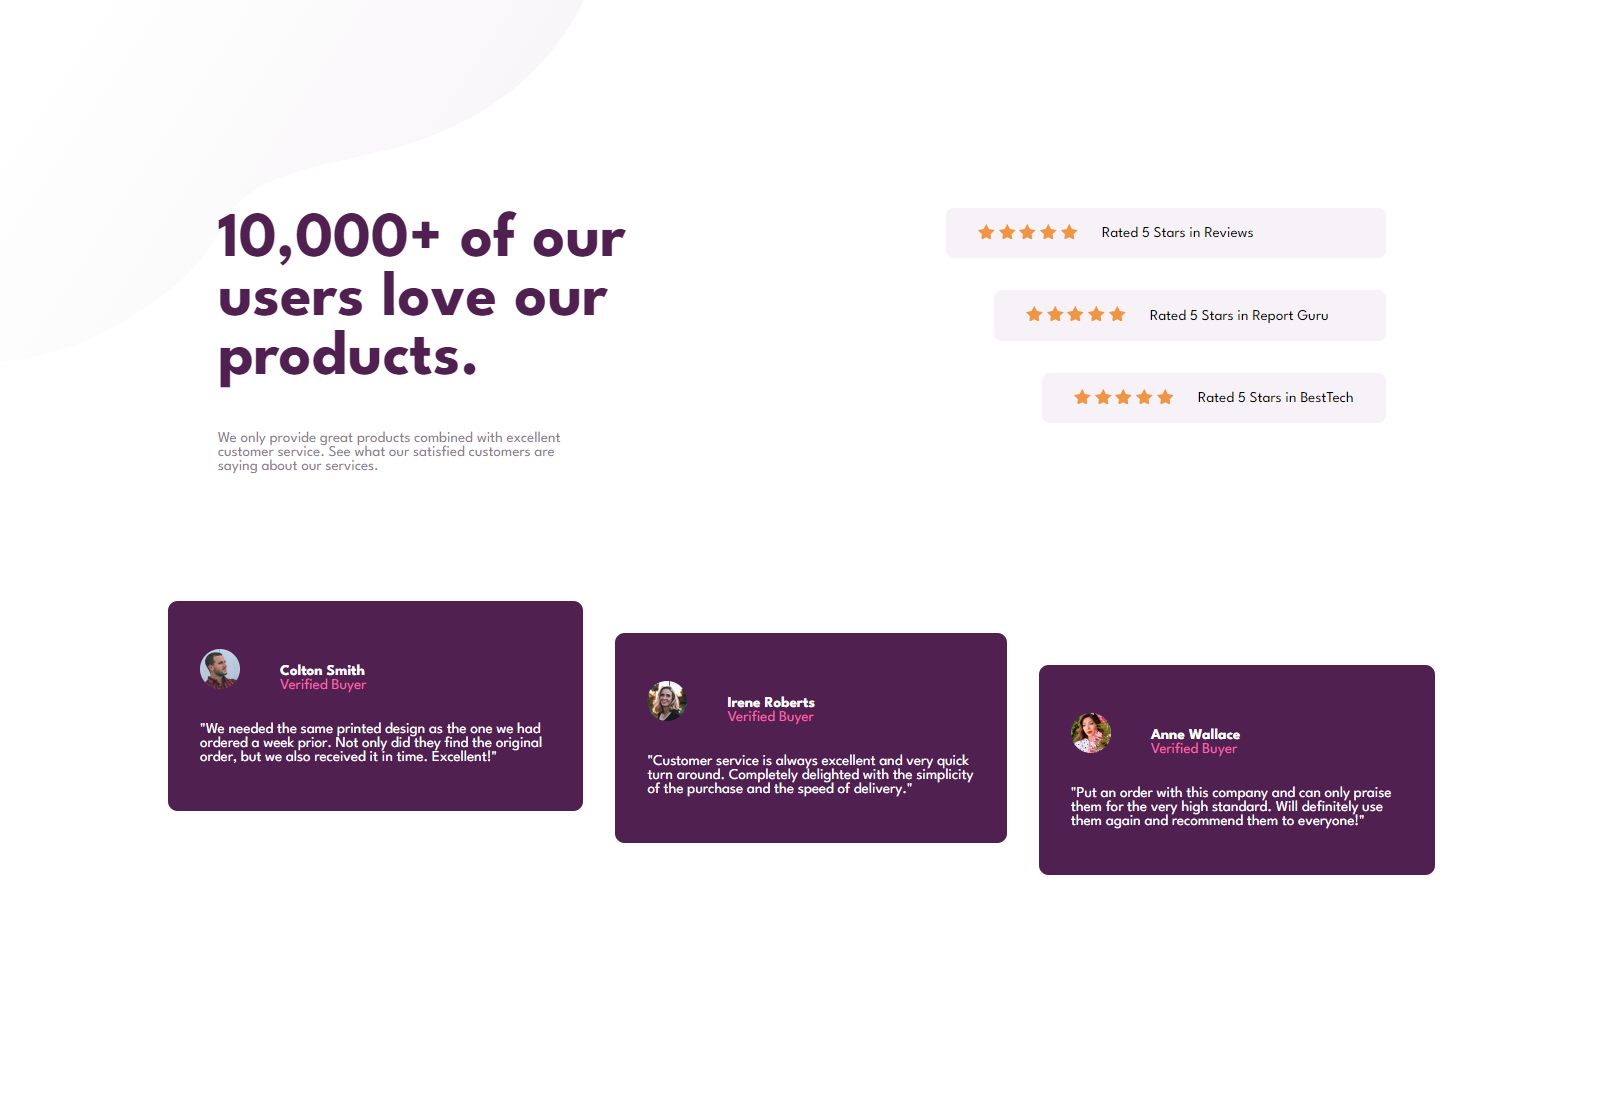 10,000+ of our
users love our
products.
We only provide great products combined with excellent
customer service. See what our satisfied customers are
saying about our services.
Rated 5 Stars in Reviews
Rated 5 Stars in Report Guru
Rated 5 Stars in BestTech
Colton Smith
Verified Buyer
"We needed the same printed design as the one we had
ordered a week prior. Not only did they find the original
order, but we also received it in time. Excellent!"
Irene Roberts
Verified Buyer
"Customer service is always excellent and very quick
turn around. Completely delighted with the simplicity
of the purchase and the speed of delivery."
Anne Wallace
Verified Buyer
"Put an order with this company and can only praise
them for the very high standard. Will definitely use
them again and recommend them to everyone!"